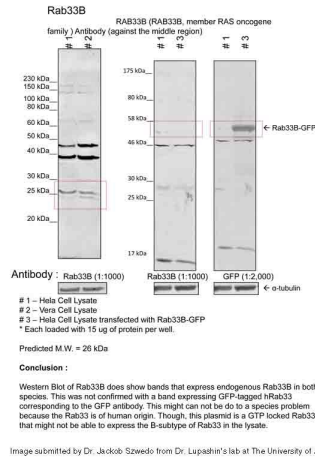 Rab33B
RAB33B (RAB33B, member RAS oncogene
family ) Antibody (against the middle region)
# 1
# 2
# 1
# 3
# 1
# 3
230 kDa
150 kDa
100 kDa
80 kDa
60 kDa
50 kDa
40 kDa
30 kDa
25 kDa
20 kDa
175 kDa
80 kDa
58 kDa
46 kDa
30 kDa
25 kDa
17 kDa
← Rab33B-GFP
Antibody : Rab33B (1:1000) Rab33B (1:1000) GFP (1:2,000)
← α-tubulin
# 1 – Hela Cell Lysate
# 2 – Vera Cell Lysate
# 3 – Hela Cell Lysate transfected with Rab33B-GFP
* Each loaded with 15 ug of protein per well.
Predicted M.W. = 26 kDa
Conclusion :
Western Blot of Rab33B does show bands that express endogenous Rab33B in both
species. This was not confirmed with a band expressing GFP-tagged hRab33
corresponding to the GFP antibody. This might can not be do to a species problem
because the Rab33 is of human origin. Though, this plasmid is a GTP locked Rab33
that might not be able to express the B-subtype of Rab33 in the lysate.
Image submitted by Dr. Jackob Szwedo from Dr. Lupashin's lab at The University of